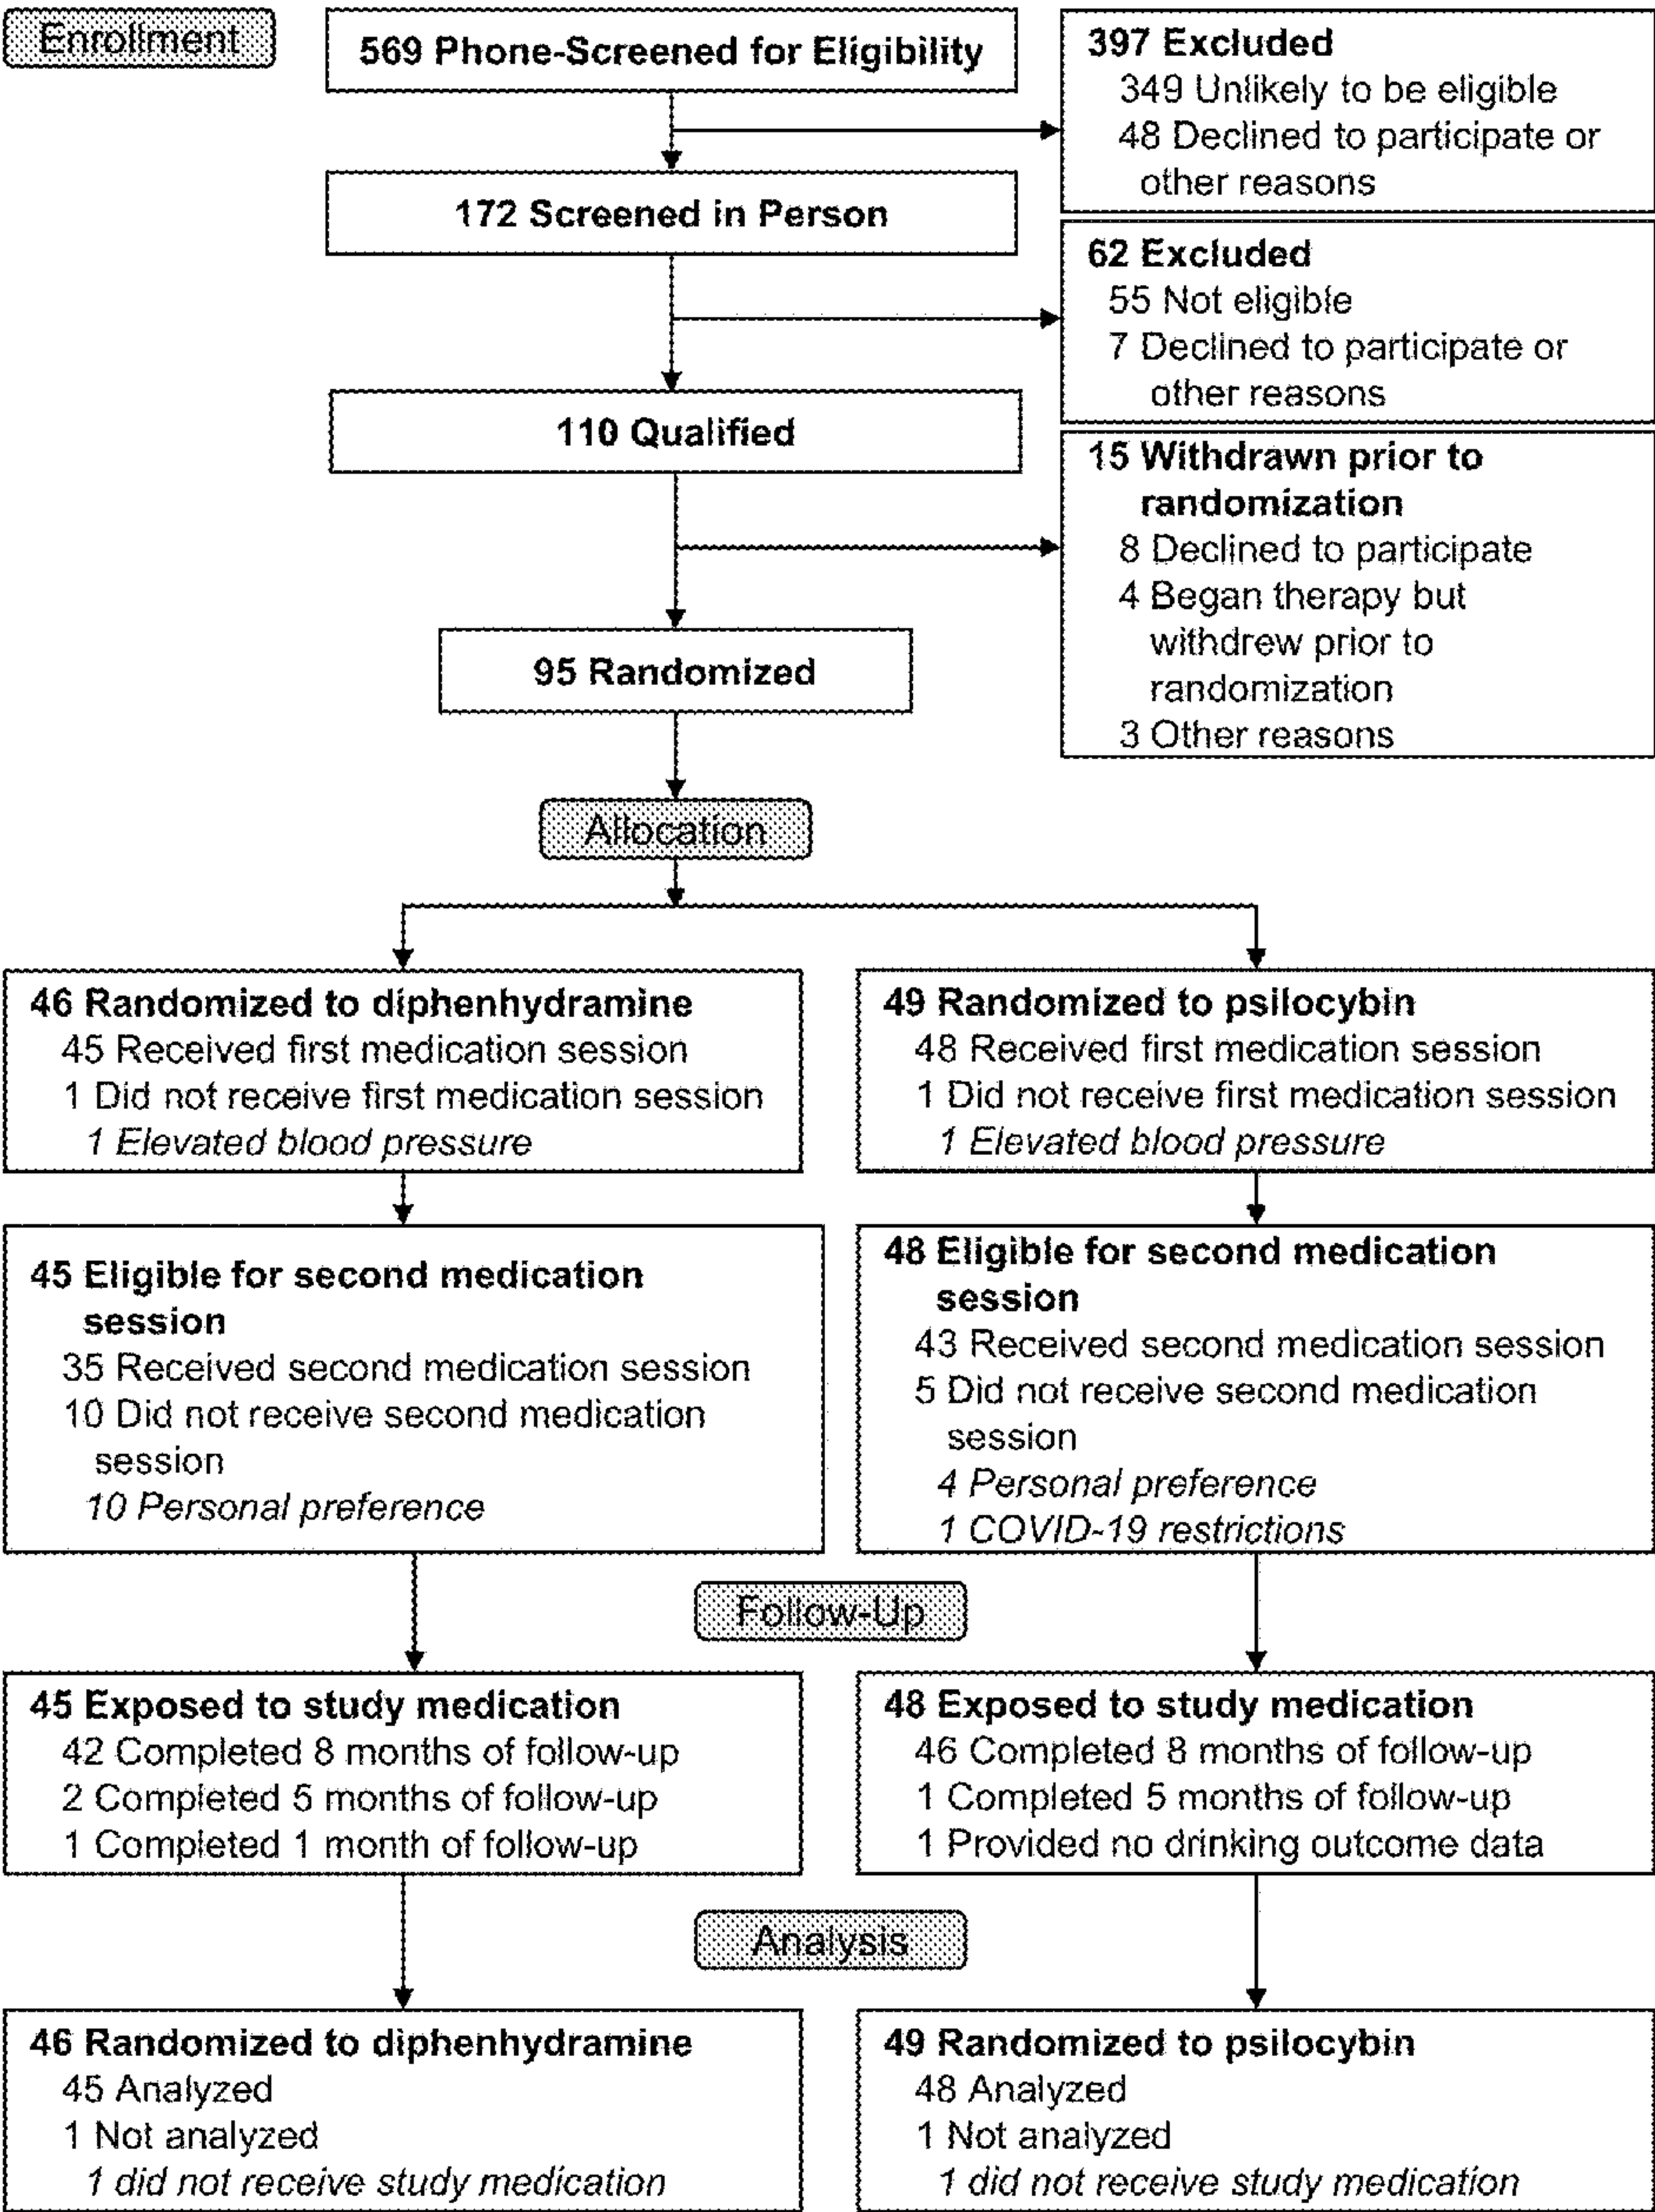 Enrollment
569 Phone-Screened for Eligibility
397 Excluded
349 Unlikely to be eligible
48 Declined to participate or
other reasons
172 Screened in Person
62 Excluded
55 Not eligible
7 Declined to participate or
other reasons
110 Qualified
15 Withdrawn prior to
randomization
8 Declined to participate
4 Began therapy but
withdrew prior to
randomization
3 Other reasons
95 Randomized
Allocation
46 Randomized to diphenhydramine
45 Received first medication session
1 Did not receive first medication session
1 Elevated blood pressure
49 Randomized to psilocybin
48 Received first medication session
1 Did not receive first medication session
1 Elevated blood pressure
45 Eligible for second medication
session
35 Received second medication session
10 Did not receive second medication
session
10 Personal preference
48 Eligible for second medication
session
43 Received second medication session
5 Did not receive second medication
session
4 Personal preference
1 COVID-19 restrictions
Follow-Up
45 Exposed to study medication
42 Completed 8 months of follow-up
2 Completed 5 months of follow-up
1 Completed 1 month of follow-up
48 Exposed to study medication
46 Completed 8 months of follow-up
1 Completed 5 months of follow-up
1 Provided no drinking outcome data
Analysis
46 Randomized to diphenhydramine
45 Analyzed
1 Not analyzed
1 did not receive study medication
49 Randomized to psilocybin
48 Analyzed
1 Not analyzed
1 did not receive study medication